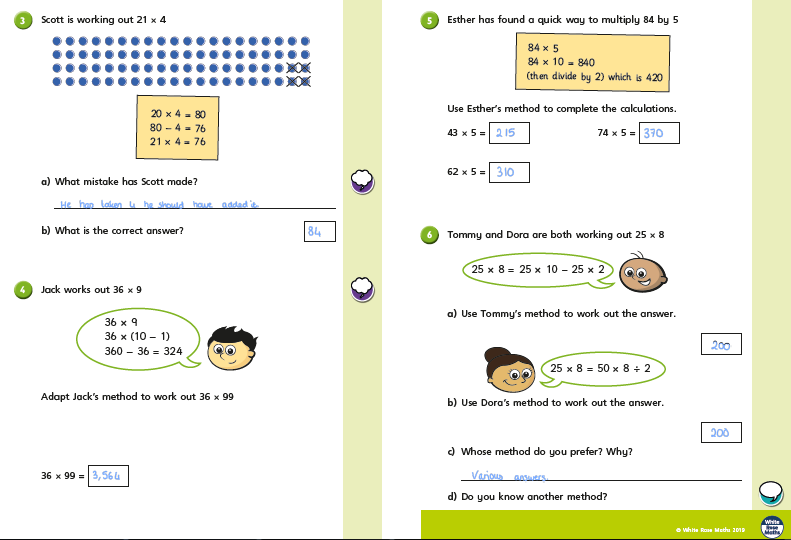 3 Scott is working out 21 × 4
20 × 4 = 80
80 − 4 = 76
21 × 4 = 76
a) What mistake has Scott made?
He has taken 4 he should have added it.
b) What is the correct answer?
84
4 Jack works out 36 × 9
36 × 9
36 × (10 − 1)
360 − 36 = 324
Adapt Jack's method to work out 36 × 99
36 × 99 = 3,564
5 Esther has found a quick way to multiply 84 by 5
84 × 5
84 × 10 = 840
(then divide by 2) which is 420
Use Esther's method to complete the calculations.
43 × 5 = 215 74 × 5 = 370
62 × 5 = 310
6 Tommy and Dora are both working out 25 × 8
25 × 8 = 25 × 10 − 25 × 2
a) Use Tommy's method to work out the answer.
200
25 × 8 = 50 × 8 ÷ 2
b) Use Dora's method to work out the answer.
200
c) Whose method do you prefer? Why?
Various answers.
d) Do you know another method?
© White Rose Maths 2019
White
Rose
Maths